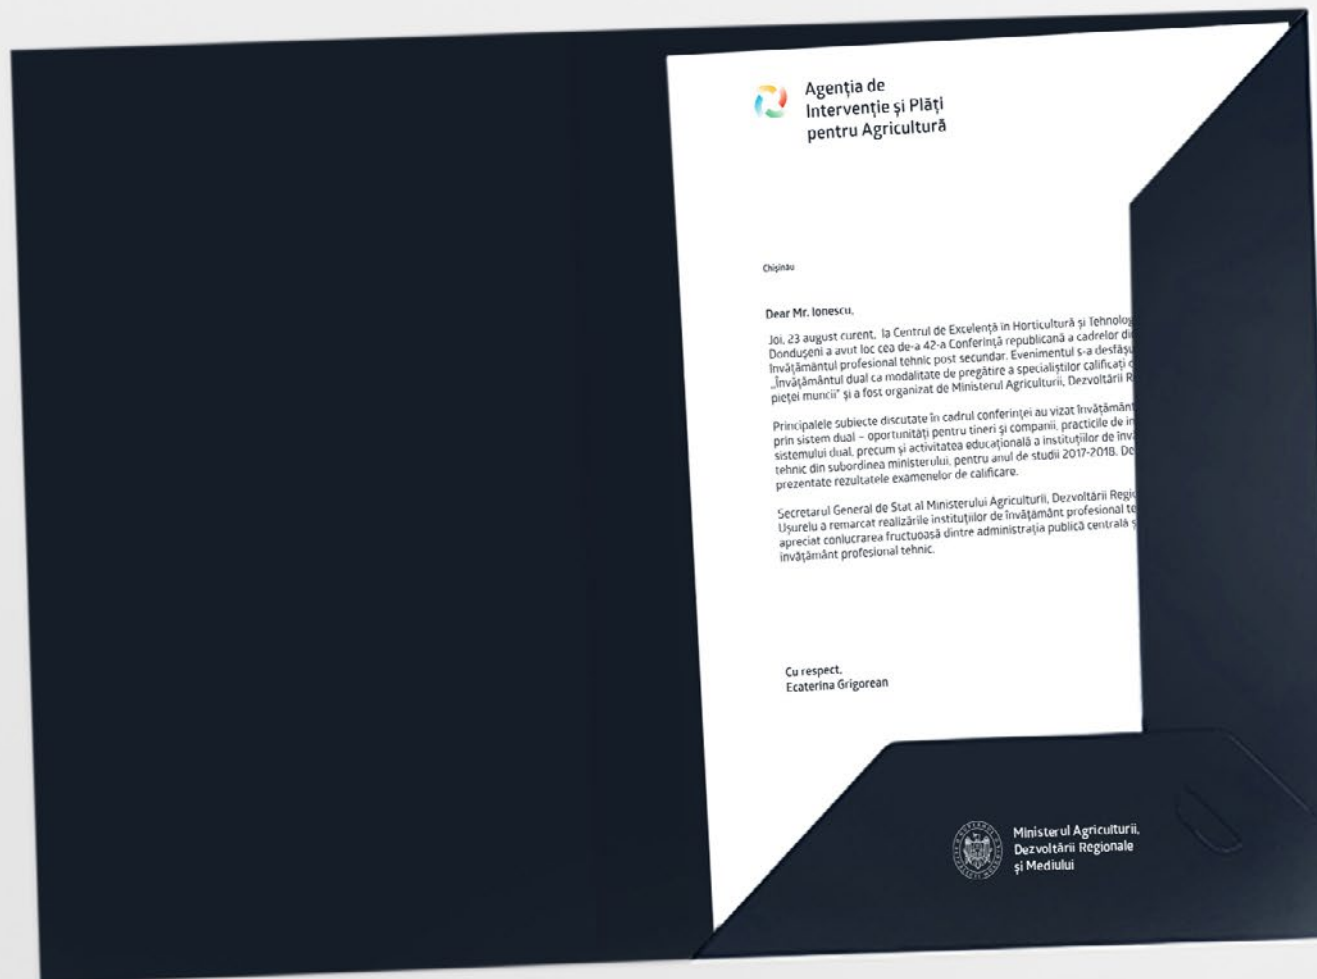 Agenția de
Intervenție și Plăți
pentru Agricultură
Chișinău
Dear Mr. Ionescu,
Joi, 23 august curent, la Centrul de Excelență în Horticultură și Tehnolog
Dondușeni a avut loc cea de-a 42-a Conferință republicană a cadrelor di
învățământul profesional tehnic post secundar. Evenimentul s-a desfășu
„Învățământul dual ca modalitate de pregătire a specialiștilor calificați
pieței muncii” și a fost organizat de Ministerul Agriculturii, Dezvoltării R
Principalele subiecte discutate în cadrul conferinței au vizat învățămân
prin sistem dual – oportunități pentru tineri și companii, practicile de in
sistemului dual, precum și activitatea educațională a instituțiilor de înv
tehnic din subordinea ministerului, pentru anul de studii 2017-2018. De
prezentate rezultatele examenelor de calificare.
Secretarul General de Stat al Ministerului Agriculturii, Dezvoltării Regio
Ușurelu a remarcat realizările instituțiilor de învățământ profesional te
apreciat conlucrarea fructuoasă dintre administrația publică centrală ș
învățământ profesional tehnic.
Cu respect,
Ecaterina Grigorean
Ministerul Agriculturii,
Dezvoltării Regionale
și Mediului